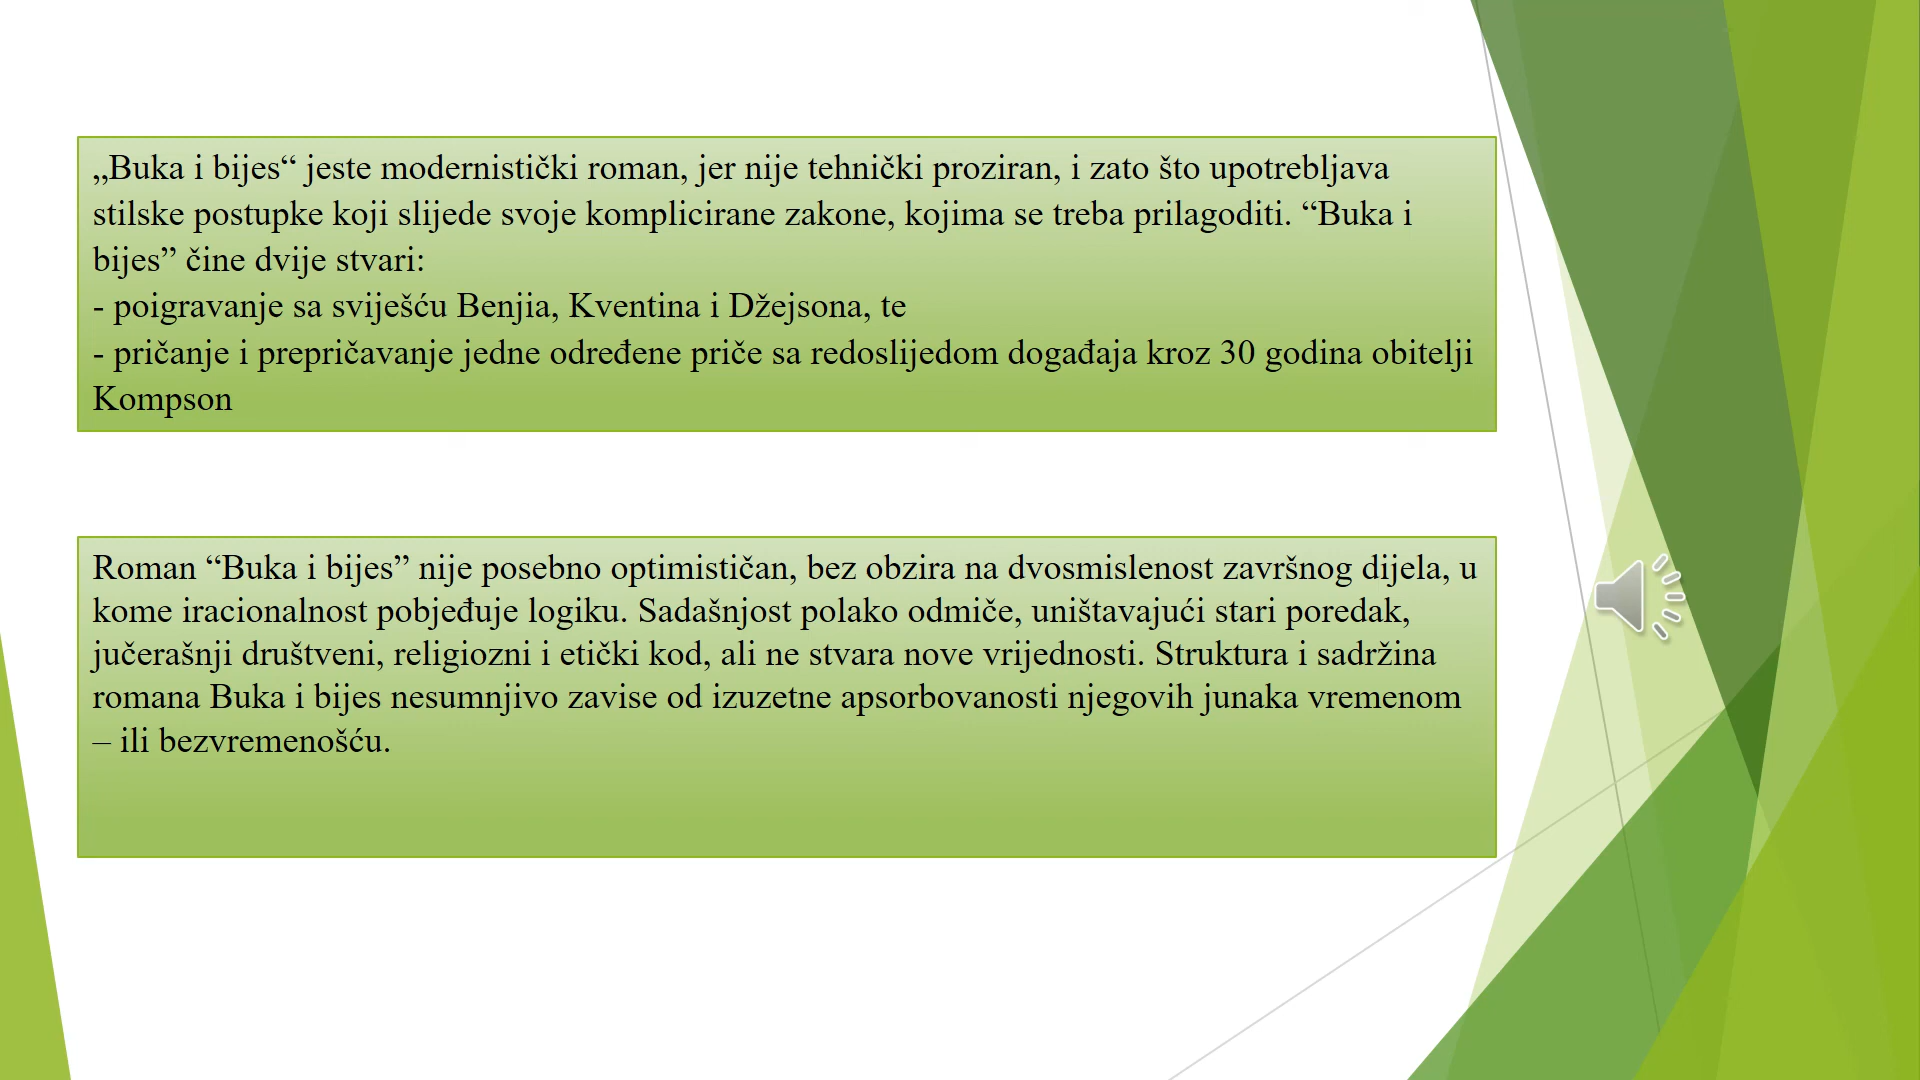 „Buka i bijes“ jeste modernistički roman, jer nije tehnički proziran, i zato što upotrebljava
stilske postupke koji slijede svoje komplicirane zakone, kojima se treba prilagoditi. “Buka i
bijes” čine dvije stvari:
- poigravanje sa sviješću Benjia, Kventina i Džejsona, te
- pričanje i prepričavanje jedne određene priče sa redoslijedom događaja kroz 30 godina obitelji
Kompson
Roman “Buka i bijes” nije posebno optimističan, bez obzira na dvosmislenost završnog dijela, u
kome iracionalnost pobjeđuje logiku. Sadašnjost polako odmiče, uništavajući stari poredak,
jučerašnji društveni, religiozni i etički kod, ali ne stvara nove vrijednosti. Struktura i sadržina
romana Buka i bijes nesumnjivo zavise od izuzetne apsorbovanosti njegovih junaka vremenom
– ili bezvremenošću.